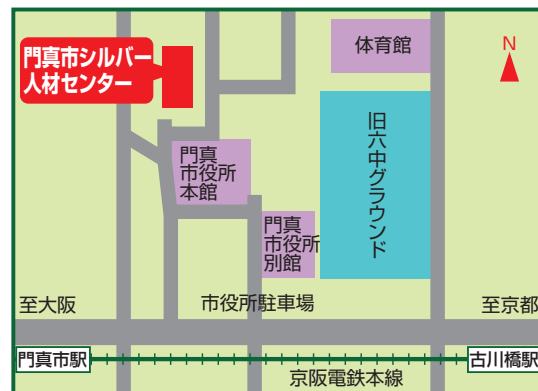 門真市シルバー
人材センター
体育館
N
旧六中グラウンド
門真
市役所
本館
門真
市役所
別館
至大阪
市役所駐車場
至京都
門真市駅
古川橋駅
京阪電鉄本線